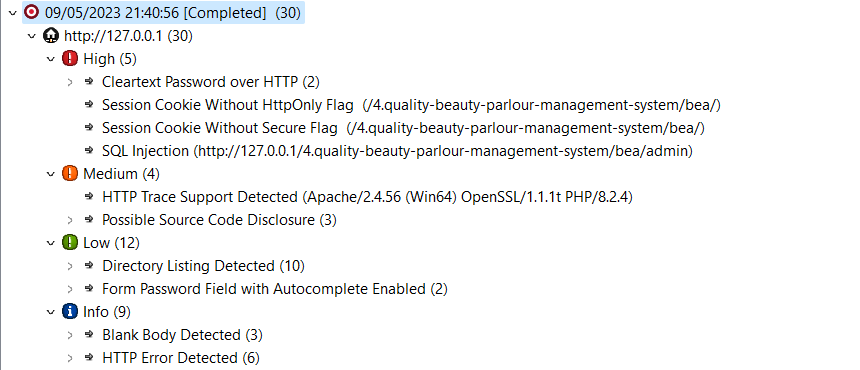 09/05/2023 21:40:56 [Completed] (30)
http://127.0.0.1 (30)
High (5)
Cleartext Password over HTTP (2)
Session Cookie Without HttpOnly Flag (/4.quality-beauty-parlour-management-system/bea/)
Session Cookie Without Secure Flag (/4.quality-beauty-parlour-management-system/bea/)
SQL Injection (http://127.0.0.1/4.quality-beauty-parlour-management-system/bea/admin)
Medium (4)
HTTP Trace Support Detected (Apache/2.4.56 (Win64) OpenSSL/1.1.1t PHP/8.2.4)
Possible Source Code Disclosure (3)
Low (12)
Directory Listing Detected (10)
Form Password Field with Autocomplete Enabled (2)
Info (9)
Blank Body Detected (3)
HTTP Error Detected (6)